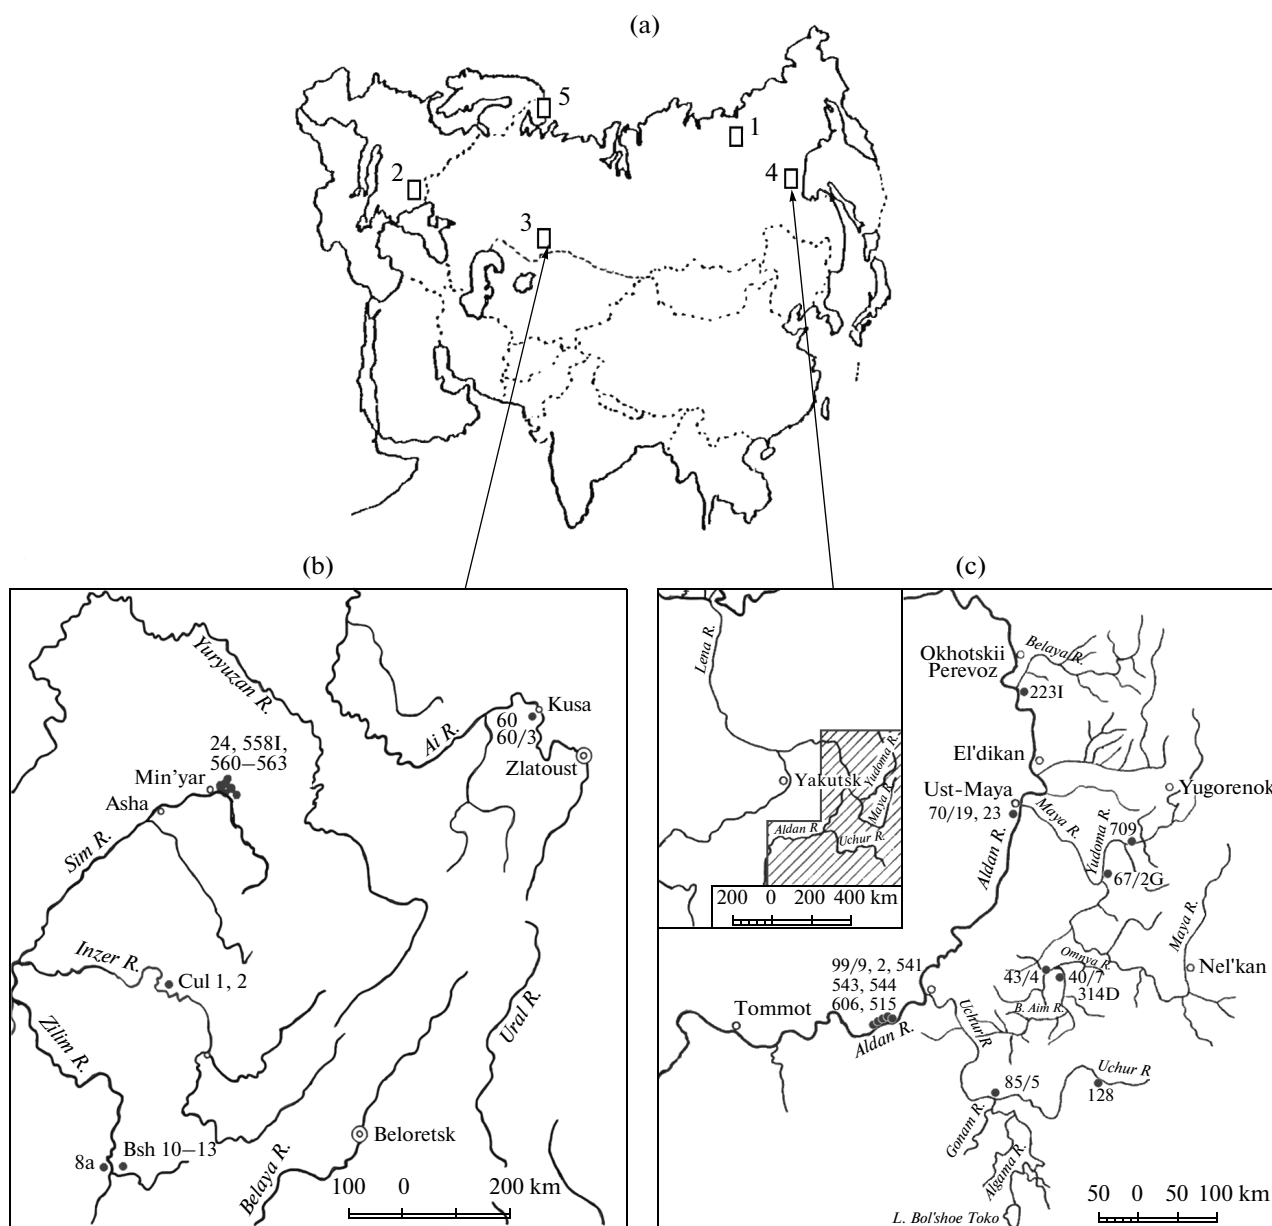 (a)
5
1
2
4
3
(b)
Yuryuzan R.
Kusa
60
60/3
Ai R.
Zlatoust
24, 558I,
560–563
Min'yar
Asha
Sim R.
Inzer R.
Cul 1, 2
Ural R.
Zilim R.
Beloretsk
Bsh 10–13
8a
Belaya R.
100 0 200 km
(c)
Lena R.
Yakutsk
Yudoma R.
Maya R.
Aldan R.
Uchur R.
200 0 200 400 km
Okhotskii
Perevoz
Belaya R.
223I
El'dikan
Ust-Maya
70/19, 23
Yugorenok
Maya R.
Yudoma R.
709
Aldan R.
67/2G
Maya R.
Omnya R.
Nel'kan
43/4
40/7
314D
B. Aim R.
99/9, 2, 541
543, 544
606, 515
Tommot
Aldan R.
Uchur R
85/5
Uchur R
128
Gonam R.
Algama R.
L. Bol'shoe Toko
50 0 50 100 km